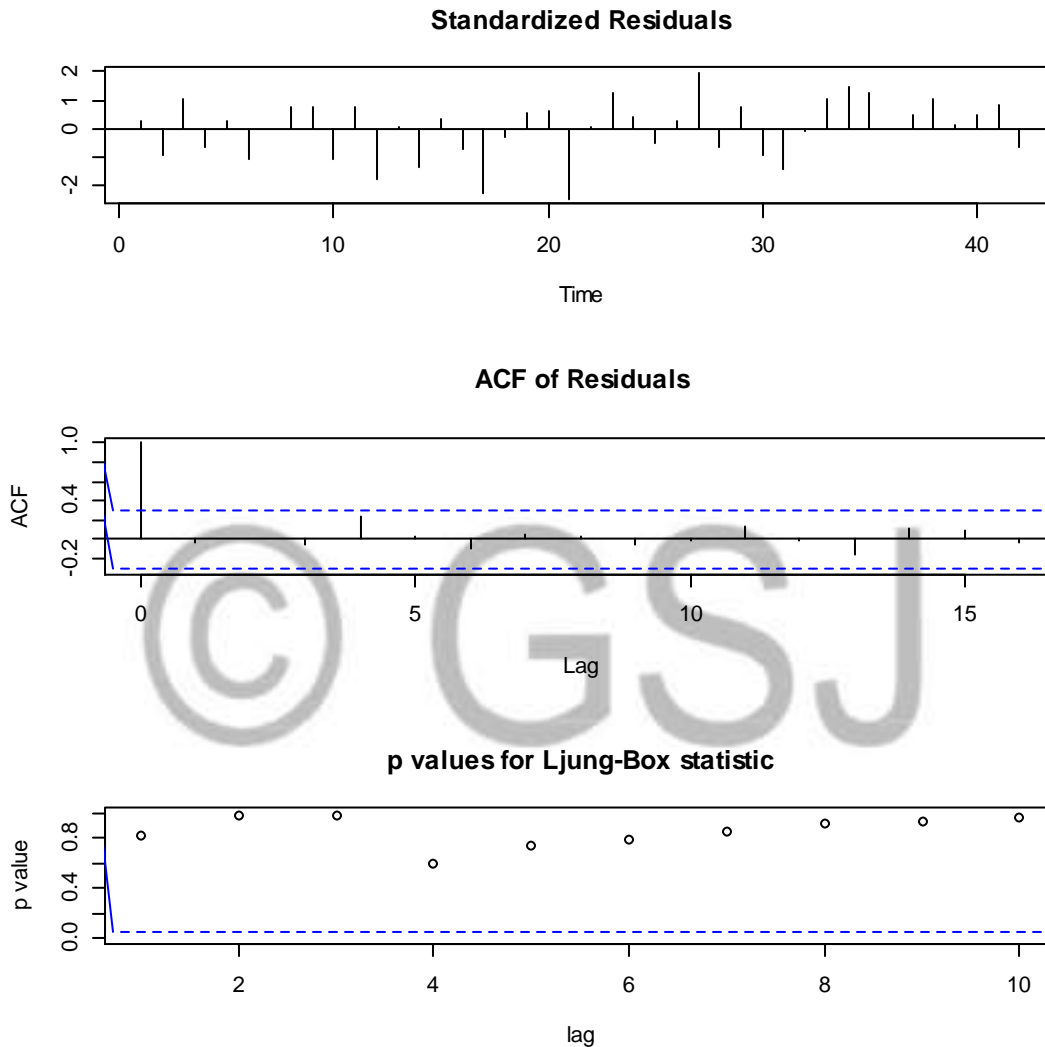 Standardized Residuals
2
1
0
-2
0 10 20 30 40
Time
ACF of Residuals
ACF
1.0
0.4
-0.2
0 5 10 15
Lag
© GSJ
p values for Ljung-Box statistic
p value
0.8
0.4
0.0
2 4 6 8 10
lag